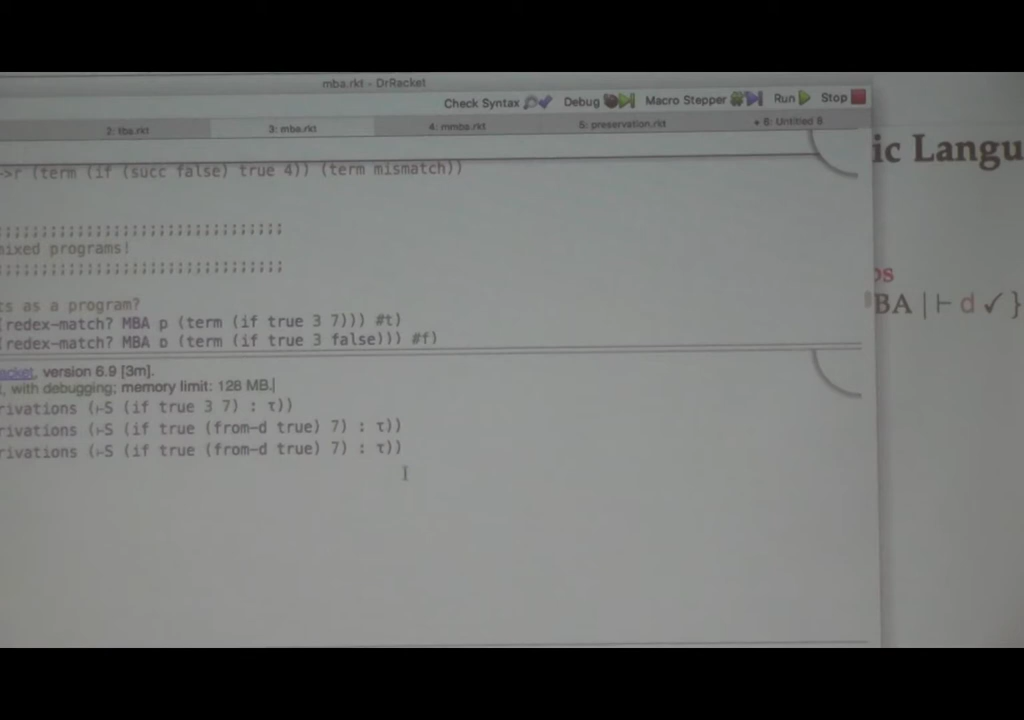 mba.rkt - DrRacket
Check Syntax Debug Macro Stepper Run Stop
2: lba.rkt 3: mba.rkt 4: mmba.rkt 5: preservation.rkt • 6: Untitled 8
->r (term (if (succ false) true 4)) (term mismatch))
;;;;;;;;;;;;;;;;;;;;;;;;;;;;;;;;
mixed programs!
;;;;;;;;;;;;;;;;;;;;;;;;;;;;;;;;
ts as a program?
(redex-match? MBA p (term (if true 3 7))) #t)
(redex-match? MBA p (term (if true 3 false))) #f)
acket, version 6.9 [3m].
t, with debugging; memory limit: 128 MB.
rivations (⊢S (if true 3 7) : τ))
rivations (⊢S (if true (from-d true) 7) : τ))
rivations (⊢S (if true (from-d true) 7) : τ))
ic Langu
os
BA | ⊢ d ✓ }